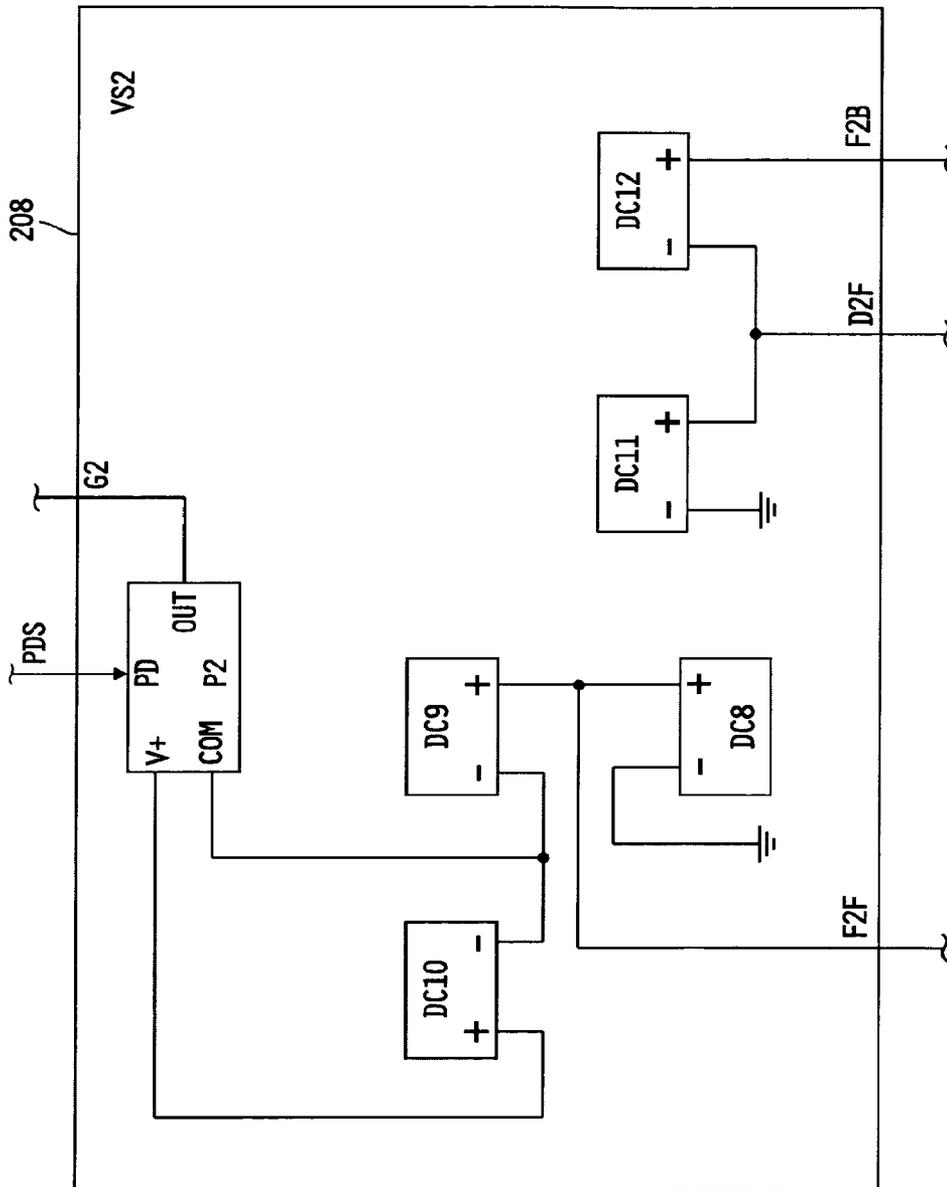 208
VS2
PDS
G2
PD
OUT
V+
COM
P2
DC9
- +
DC10
+ -
DC8
- +
DC11
- +
DC12
- +
F2F
D2F
F2B